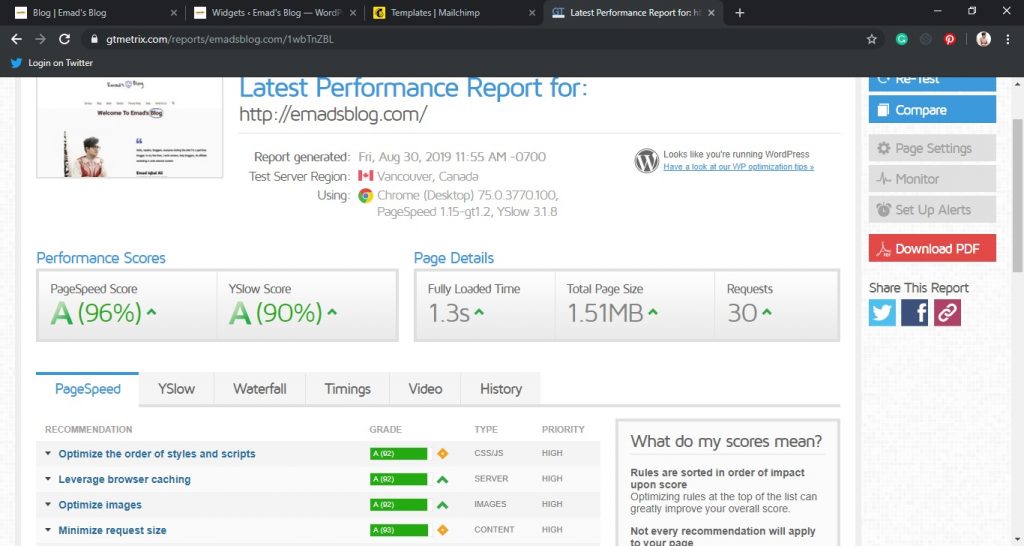 Blog | Emad's Blog
Widgets ‹ Emad's Blog — WordP
Templates | Mailchimp
GT
Latest Performance Report for: ht
gtmetrix.com/reports/emadsblog.com/1wbTnZBL
Login on Twitter
Emad's Blog
Welcome To Emad's Blog
Latest Performance Report for:
http://emadsblog.com/
Report generated: Fri, Aug 30, 2019 11:55 AM -0700
Test Server Region: Vancouver, Canada
Using: Chrome (Desktop) 75.0.3770.100,
PageSpeed 1.15-gt1.2, YSlow 3.1.8
Looks like you're running WordPress
Have a look at our WP optimization tips »
Re-Test
Compare
Page Settings
Monitor
Set Up Alerts
Download PDF
Share This Report
Performance Scores
PageSpeed Score
A (96%)
YSlow Score
A (90%)
Page Details
Fully Loaded Time
1.3s
Total Page Size
1.51MB
Requests
30
PageSpeed
YSlow
Waterfall
Timings
Video
History
RECOMMENDATION GRADE TYPE PRIORITY
Optimize the order of styles and scripts A (92) CSS/JS HIGH
Leverage browser caching A (92) SERVER HIGH
Optimize images A (92) IMAGES HIGH
Minimize request size A (93) CONTENT HIGH
What do my scores mean?
Rules are sorted in order of impact
upon score
Optimizing rules at the top of the list can
greatly improve your overall score.
Not every recommendation will apply
to your page